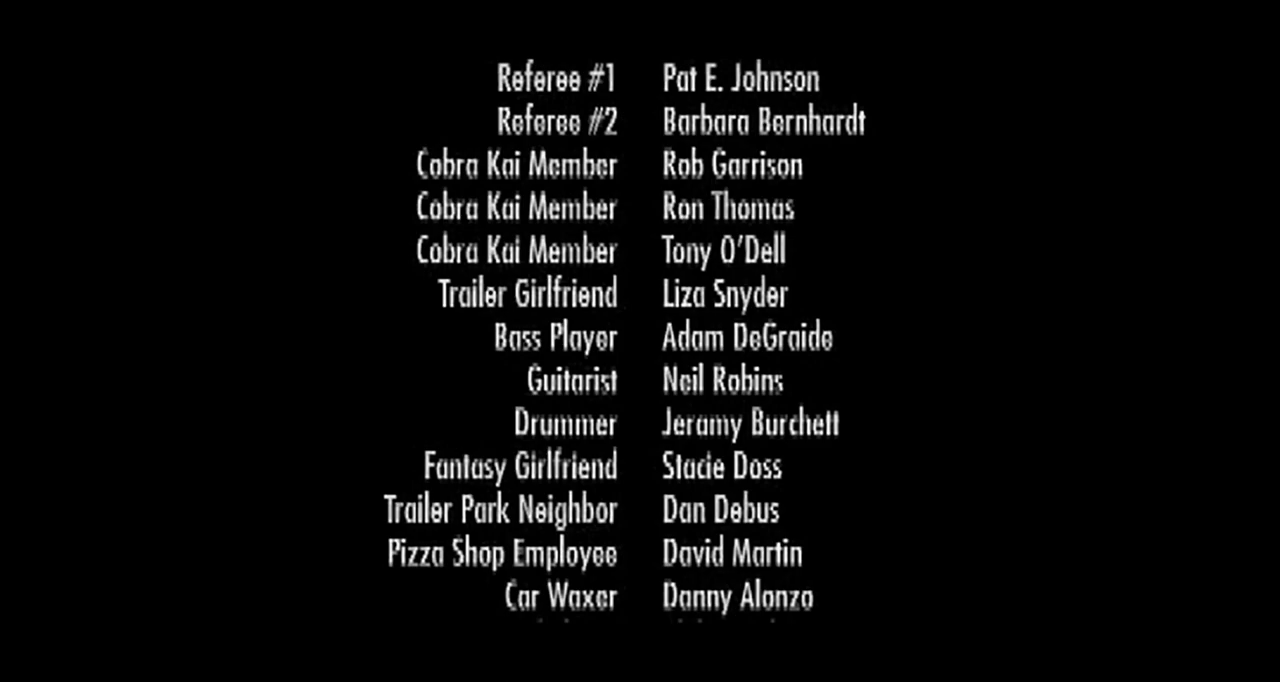 Referee #1 Pat E. Johnson
Referee #2 Barbara Bernhardt
Cobra Kai Member Rob Garrison
Cobra Kai Member Ron Thomas
Cobra Kai Member Tony O'Dell
Trailer Girlfriend Liza Snyder
Bass Player Adam DeGraide
Guitarist Neil Robins
Drummer Jeramy Burchett
Fantasy Girlfriend Stacie Doss
Trailer Park Neighbor Dan Debus
Pizza Shop Employee David Martin
Car Waxer Danny Alonzo